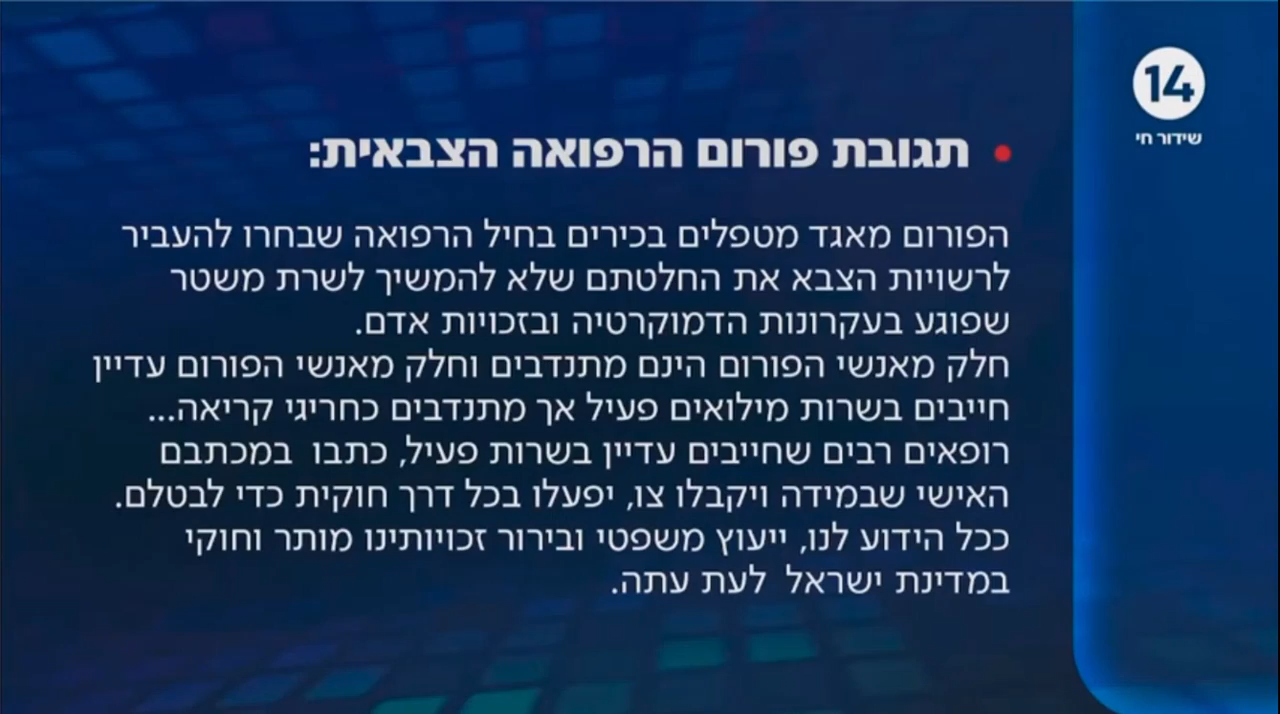 14
שידור חי
תגובת פורום הרפואה הצבאית:
הפורום מאגד מטפלים בכירים בחיל הרפואה שבחרו להעביר
לרשויות הצבא את החלטתם שלא להמשיך לשרת משטר
שפוגע בעקרונות הדמוקרטיה ובזכויות אדם.
חלק מאנשי הפורום הינם מתנדבים וחלק מאנשי הפורום עדיין
חייבים בשרות מילואים פעיל אך מתנדבים כחריגי קריאה...
רופאים רבים שחייבים עדיין בשרות פעיל, כתבו במכתבם
האישי שבמידה ויקבלו צו, יפעלו בכל דרך חוקית כדי לבטלם.
ככל הידוע לנו, ייעוץ משפטי ובירור זכויותינו מותר וחוקי
במדינת ישראל לעת עתה.